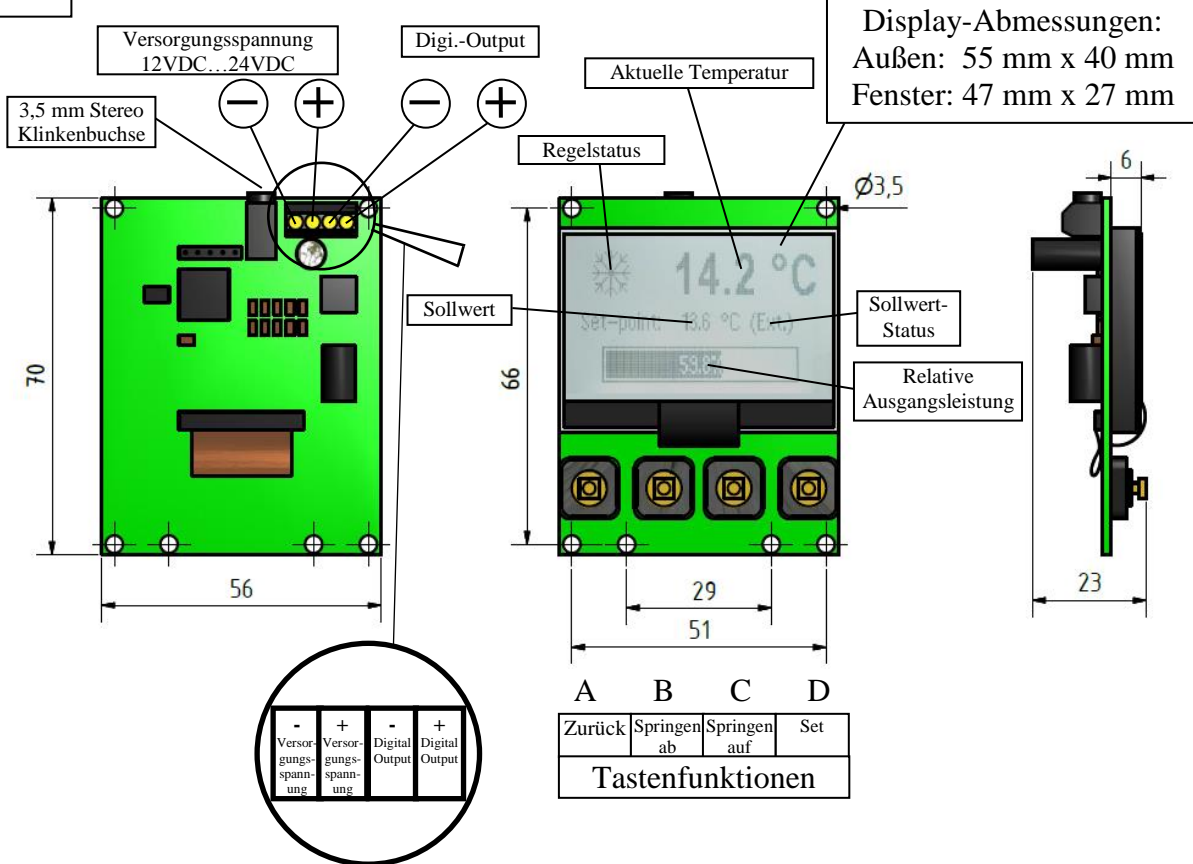 Versorgungsspannung
12VDC...24VDC
Digi.-Output
Display-Abmessungen:
Außen: 55 mm x 40 mm
Fenster: 47 mm x 27 mm
Aktuelle Temperatur
3,5 mm Stereo
Klinkenbuchse
− + − +
Regelstatus
6
Ø3,5
14.2 °C
Sollwert
Set-point: 13.6 °C (Ext.)
Sollwert-
Status
59.8%
Relative
Ausgangsleistung
70
66
56
29
51
23
A B C D
Zurück
Springen
ab
Springen
auf
Set
Tastenfunktionen
-
Versor-
gungs-
spann-
ung
+
Versor-
gungs-
spann-
ung
-
Digital
Output
+
Digital
Output